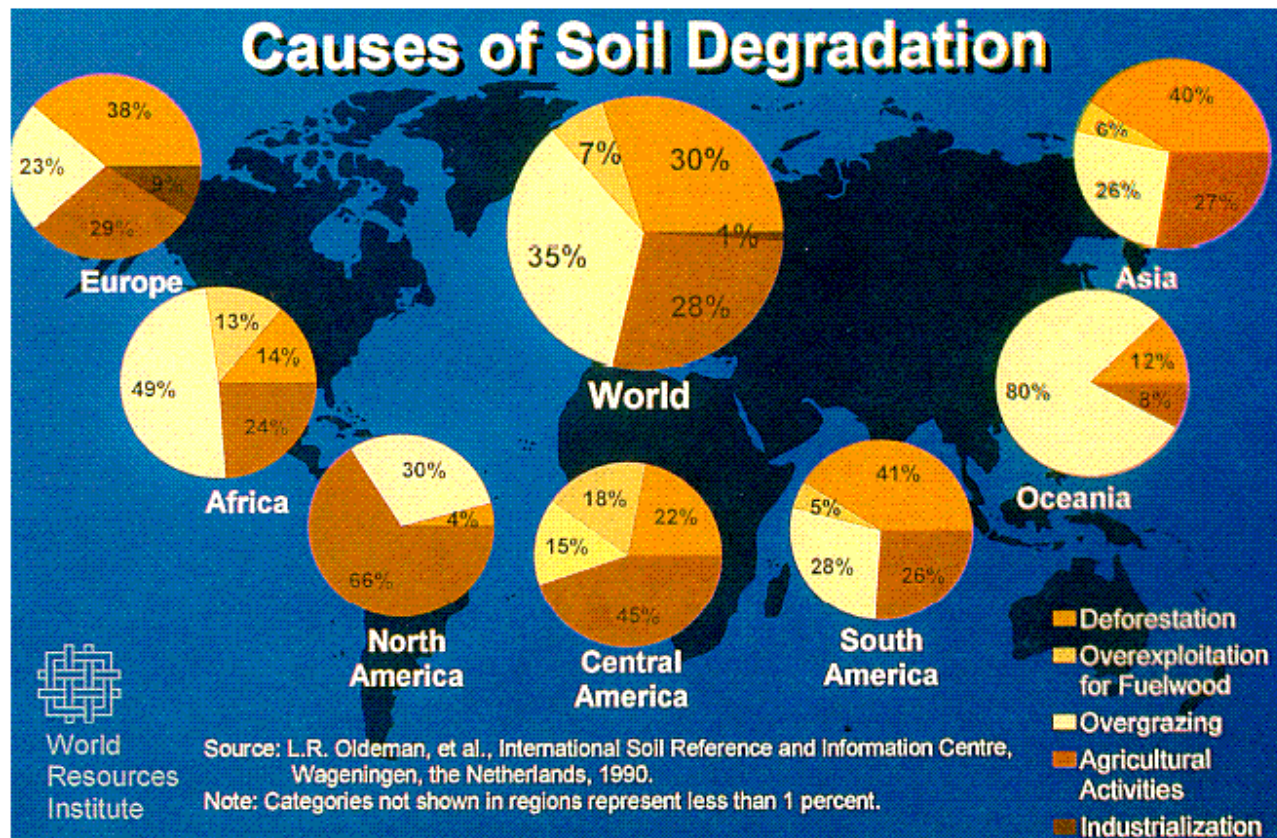 Causes of Soil Degradation
38%
23%
9%
29%
Europe
7%
30%
1%
35%
28%
World
40%
6%
26%
27%
Asia
13%
14%
49%
24%
Africa
12%
80%
8%
Oceania
30%
4%
66%
North
America
18%
22%
15%
45%
Central
America
41%
5%
28%
26%
South
America
Deforestation
Overexploitation
for Fuelwood
Overgrazing
Agricultural
Activities
Industrialization
World
Resources
Institute
Source: L.R. Oldeman, et al., International Soil Reference and Information Centre,
Wageningen, the Netherlands, 1990.
Note: Categories not shown in regions represent less than 1 percent.